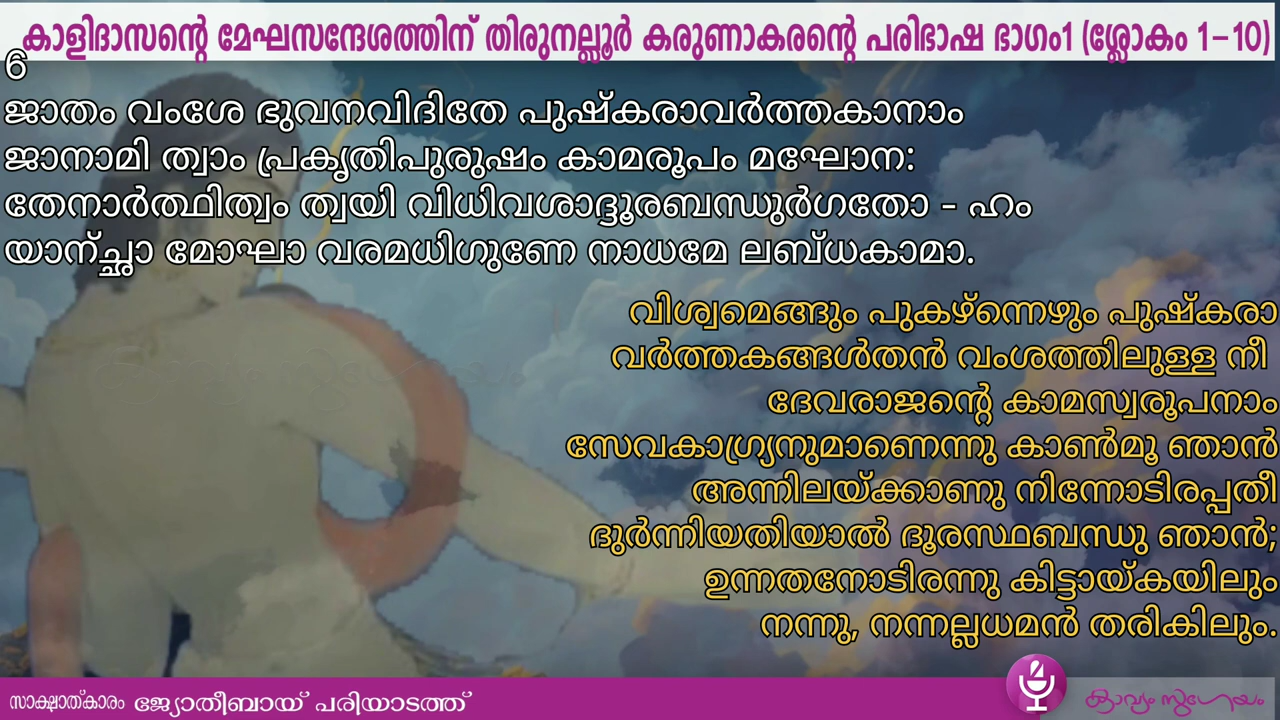 കാളിദാസന്റെ മേഘസന്ദേശത്തിന് തിരുനല്ലൂർ കരുണാകരന്റെ പരിഭാഷ ഭാഗം1 (ശ്ലോകം 1-10)
6
ജാതം വംശേ ഭുവനവിദിതേ പുഷ്കരാവർത്തകാനാം
ജാനാമി ത്വാം പ്രകൃതിപുരുഷം കാമരൂപം മഘോന:
തേനാർത്ഥിത്വം ത്വയി വിധിവശാദ്ദൂരബന്ധുർഗതോ - ഹം
യാന്ച്ഛാ മോഘാ വരമധിഗുണേ നാധമേ ലബ്ധകാമാ.
വിശ്വമെങ്ങും പുകഴ്ന്നെഴും പുഷ്കരാ
വർത്തകങ്ങൾതൻ വംശത്തിലുള്ള നീ
ദേവരാജന്റെ കാമസ്വരൂപനാം
സേവകാഗ്ര്യനുമാണെന്നു കാൺമൂ ഞാൻ
അന്നിലയ്ക്കാണു നിന്നോടിരപ്പതീ
ദുർന്നിയതിയാൽ ദൂരസ്ഥബന്ധു ഞാൻ;
ഉന്നതനോടിരന്നു കിട്ടായ്കയിലും
നന്നു, നന്നല്ലധമൻ തരികിലും.
സാക്ഷാത്കാരം ജ്യോതീബായ് പരിയാടത്ത്
കാവ്യം സുഗേയം